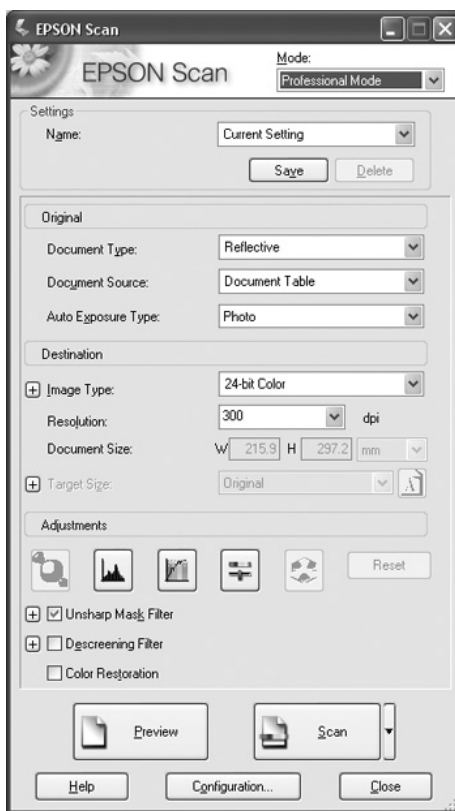 EPSON Scan
EPSON Scan
Mode:
Professional Mode
Settings
Name: Current Setting
Save Delete
Original
Document Type: Reflective
Document Source: Document Table
Auto Exposure Type: Photo
Destination
Image Type: 24-bit Color
Resolution: 300 dpi
Document Size: W 215.9 H 297.2 mm
Target Size: Original A
Adjustments
Reset
Unsharp Mask Filter
Descreening Filter
Color Restoration
Preview Scan
Help Configuration... Close